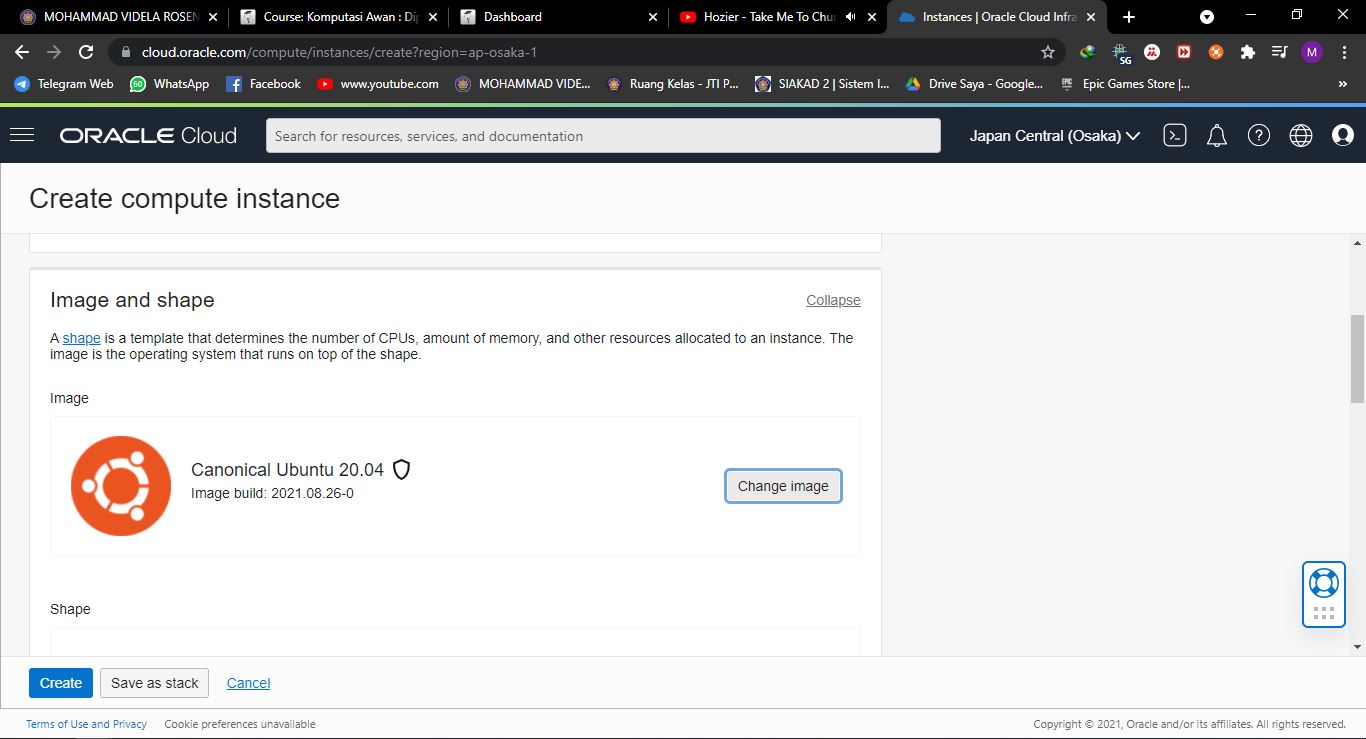 MOHAMMAD VIDELA ROSEN
Course: Komputasi Awan : Dip
Dashboard
Hozier - Take Me To Chur
Instances | Oracle Cloud Infra
cloud.oracle.com/compute/instances/create?region=ap-osaka-1
SG
M
Telegram Web
60
WhatsApp
Facebook
www.youtube.com
MOHAMMAD VIDE...
Ruang Kelas - JTI P...
SIAKAD 2 | Sistem I...
Drive Saya - Google...
EPIC
Epic Games Store |...
»
ORACLE Cloud
Search for resources, services, and documentation
Japan Central (Osaka)
Create compute instance
Image and shape
Collapse
A shape is a template that determines the number of CPUs, amount of memory, and other resources allocated to an instance. The
image is the operating system that runs on top of the shape.
Image
Canonical Ubuntu 20.04
Image build: 2021.08.26-0
Change image
Shape
Create
Save as stack
Cancel
Terms of Use and Privacy
Cookie preferences unavailable
Copyright © 2021, Oracle and/or its affiliates. All rights reserved.